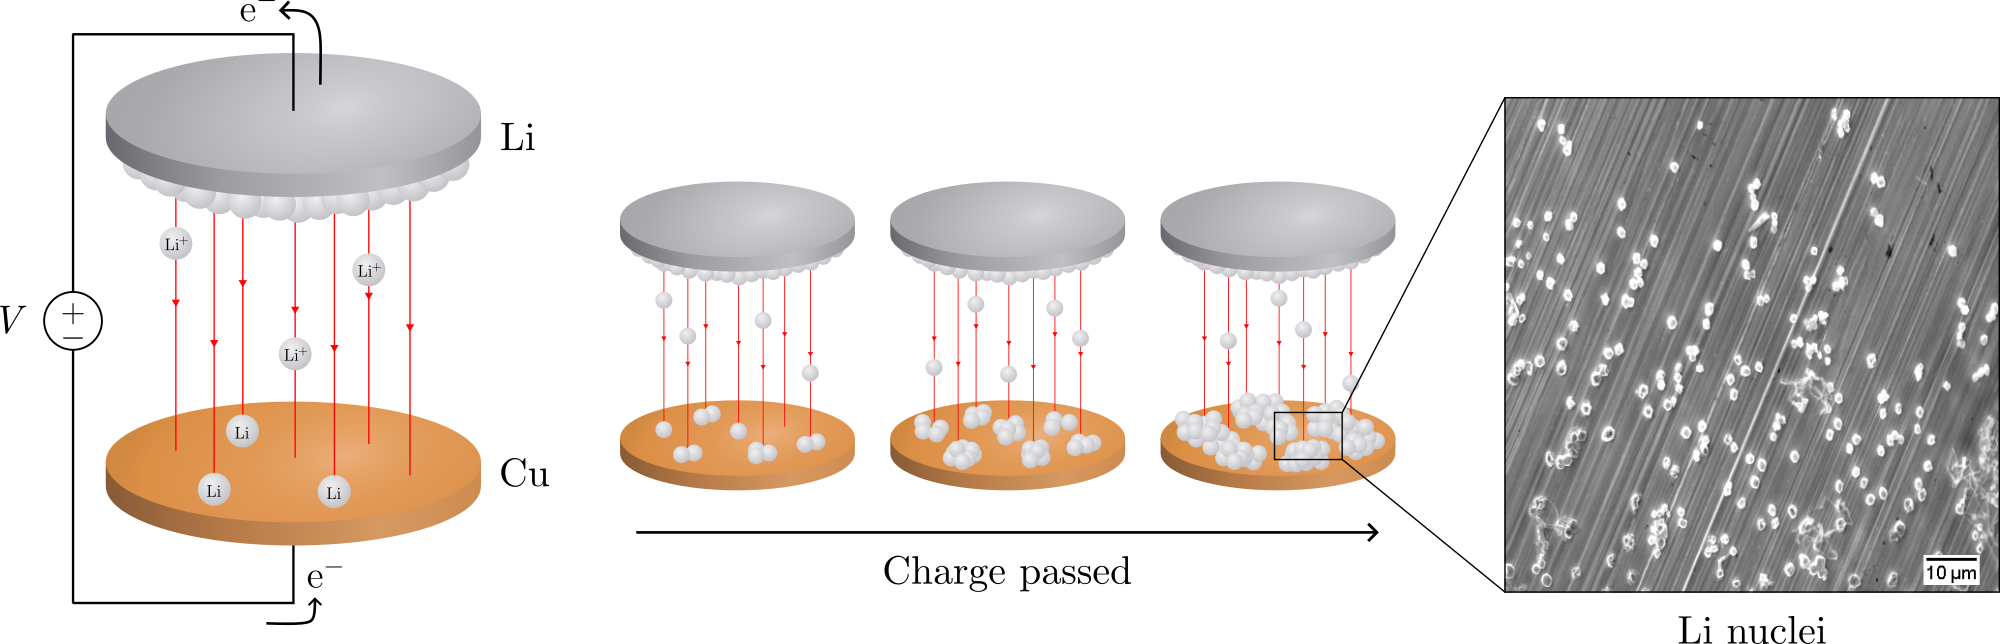 e⁻
Li
Li⁺
Li⁺
V
+
−
Li⁺
Li
Li
Li
Cu
e⁻
Charge passed
10 µm
Li nuclei